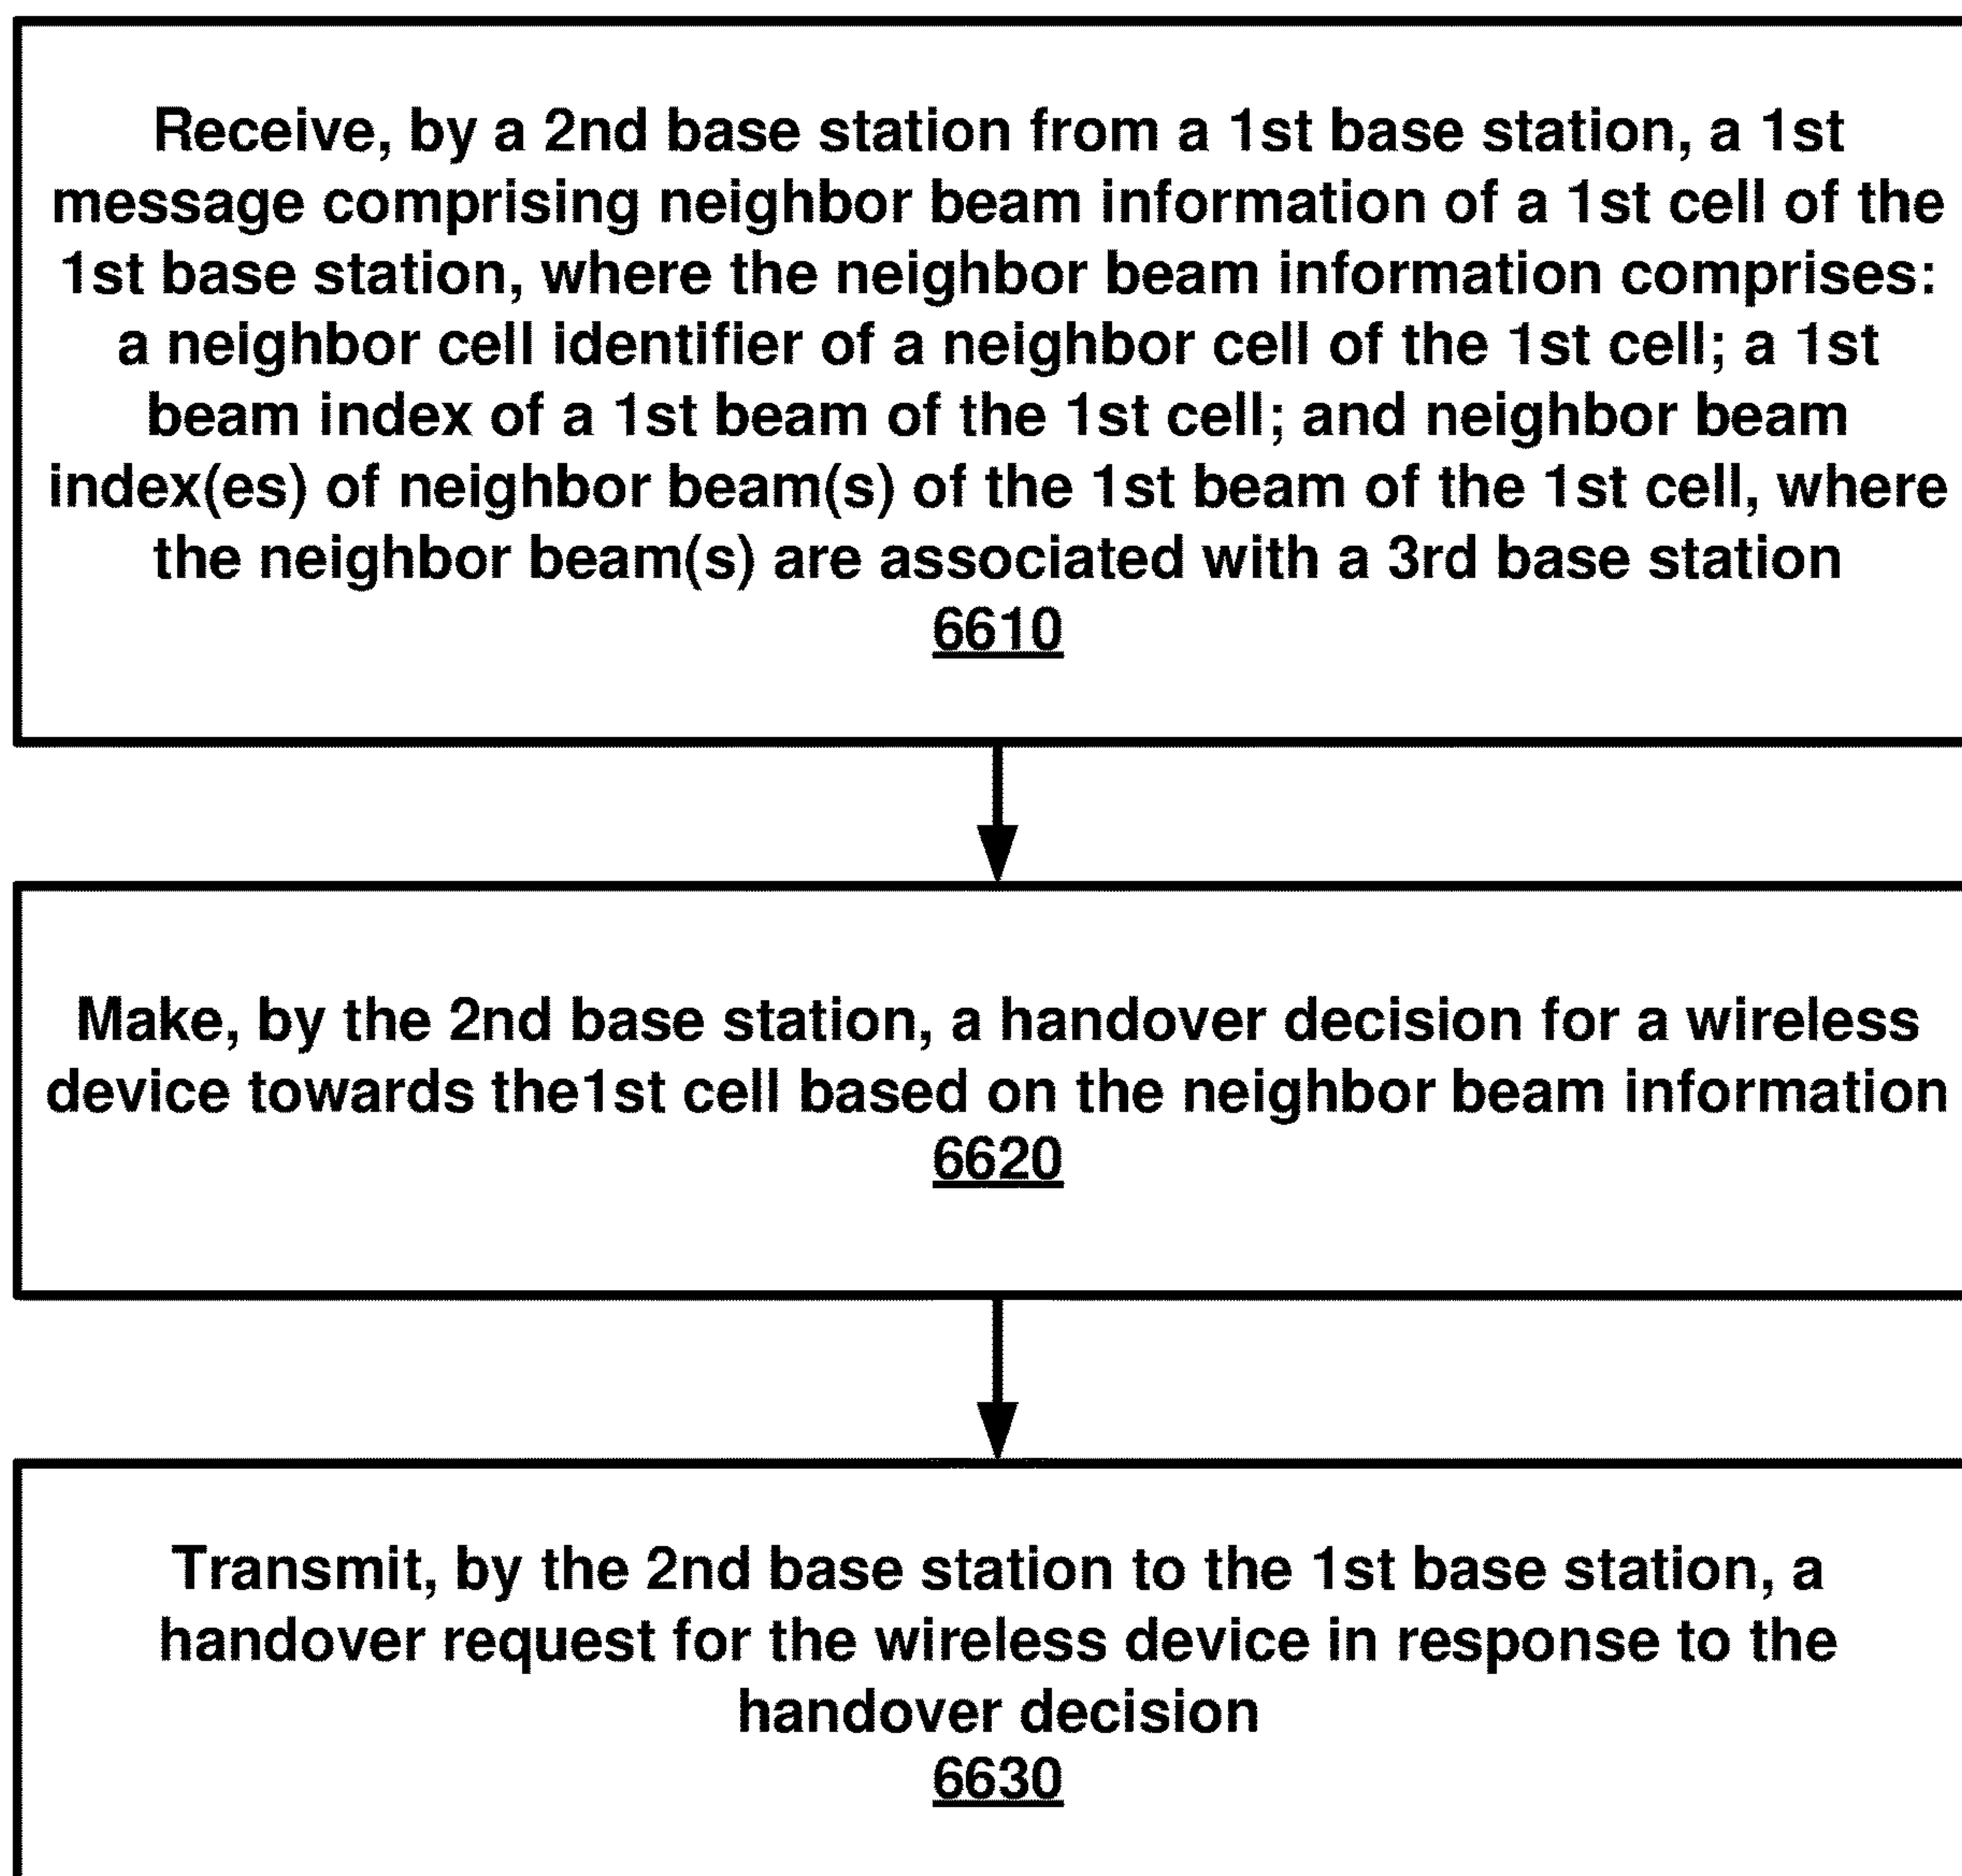 Receive, by a 2nd base station from a 1st base station, a 1st
message comprising neighbor beam information of a 1st cell of the
1st base station, where the neighbor beam information comprises:
a neighbor cell identifier of a neighbor cell of the 1st cell; a 1st
beam index of a 1st beam of the 1st cell; and neighbor beam
index(es) of neighbor beam(s) of the 1st beam of the 1st cell, where
the neighbor beam(s) are associated with a 3rd base station
6610
Make, by the 2nd base station, a handover decision for a wireless
device towards the1st cell based on the neighbor beam information
6620
Transmit, by the 2nd base station to the 1st base station, a
handover request for the wireless device in response to the
handover decision
6630